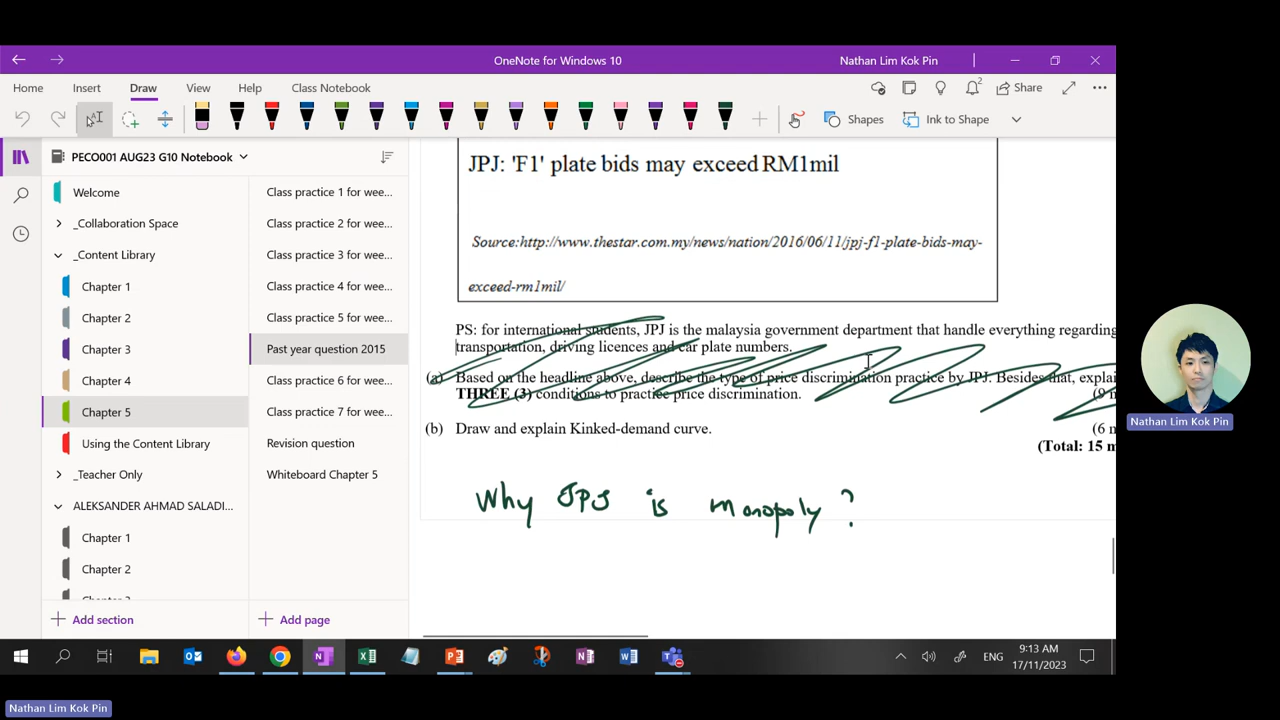 OneNote for Windows 10
Nathan Lim Kok Pin
Home Insert Draw View Help Class Notebook
Share
Shapes
Ink to Shape
PECO001 AUG23 G10 Notebook
Welcome
_Collaboration Space
_Content Library
Chapter 1
Chapter 2
Chapter 3
Chapter 4
Chapter 5
Using the Content Library
_Teacher Only
ALEKSANDER AHMAD SALADI...
Chapter 1
Chapter 2
Add section
Class practice 1 for wee...
Class practice 2 for wee...
Class practice 3 for wee...
Class practice 4 for wee...
Class practice 5 for wee...
Past year question 2015
Class practice 6 for wee...
Class practice 7 for wee...
Revision question
Whiteboard Chapter 5
Add page
JPJ: 'F1' plate bids may exceed RM1mil
Source:http://www.thestar.com.my/news/nation/2016/06/11/jpj-f1-plate-bids-may-
exceed-rm1mil/
PS: for international students, JPJ is the malaysia government department that handle everything regarding
transportation, driving licences and car plate numbers.
(a) Based on the headline above, describe the type of price discrimination practice by JPJ. Besides that, explai
THREE (3) conditions to practice price discrimination. (9 m
(b) Draw and explain Kinked-demand curve. (6 m
(Total: 15 m
Why JPJ is monopoly ?
Nathan Lim Kok Pin
ENG
9:13 AM
17/11/2023
Nathan Lim Kok Pin